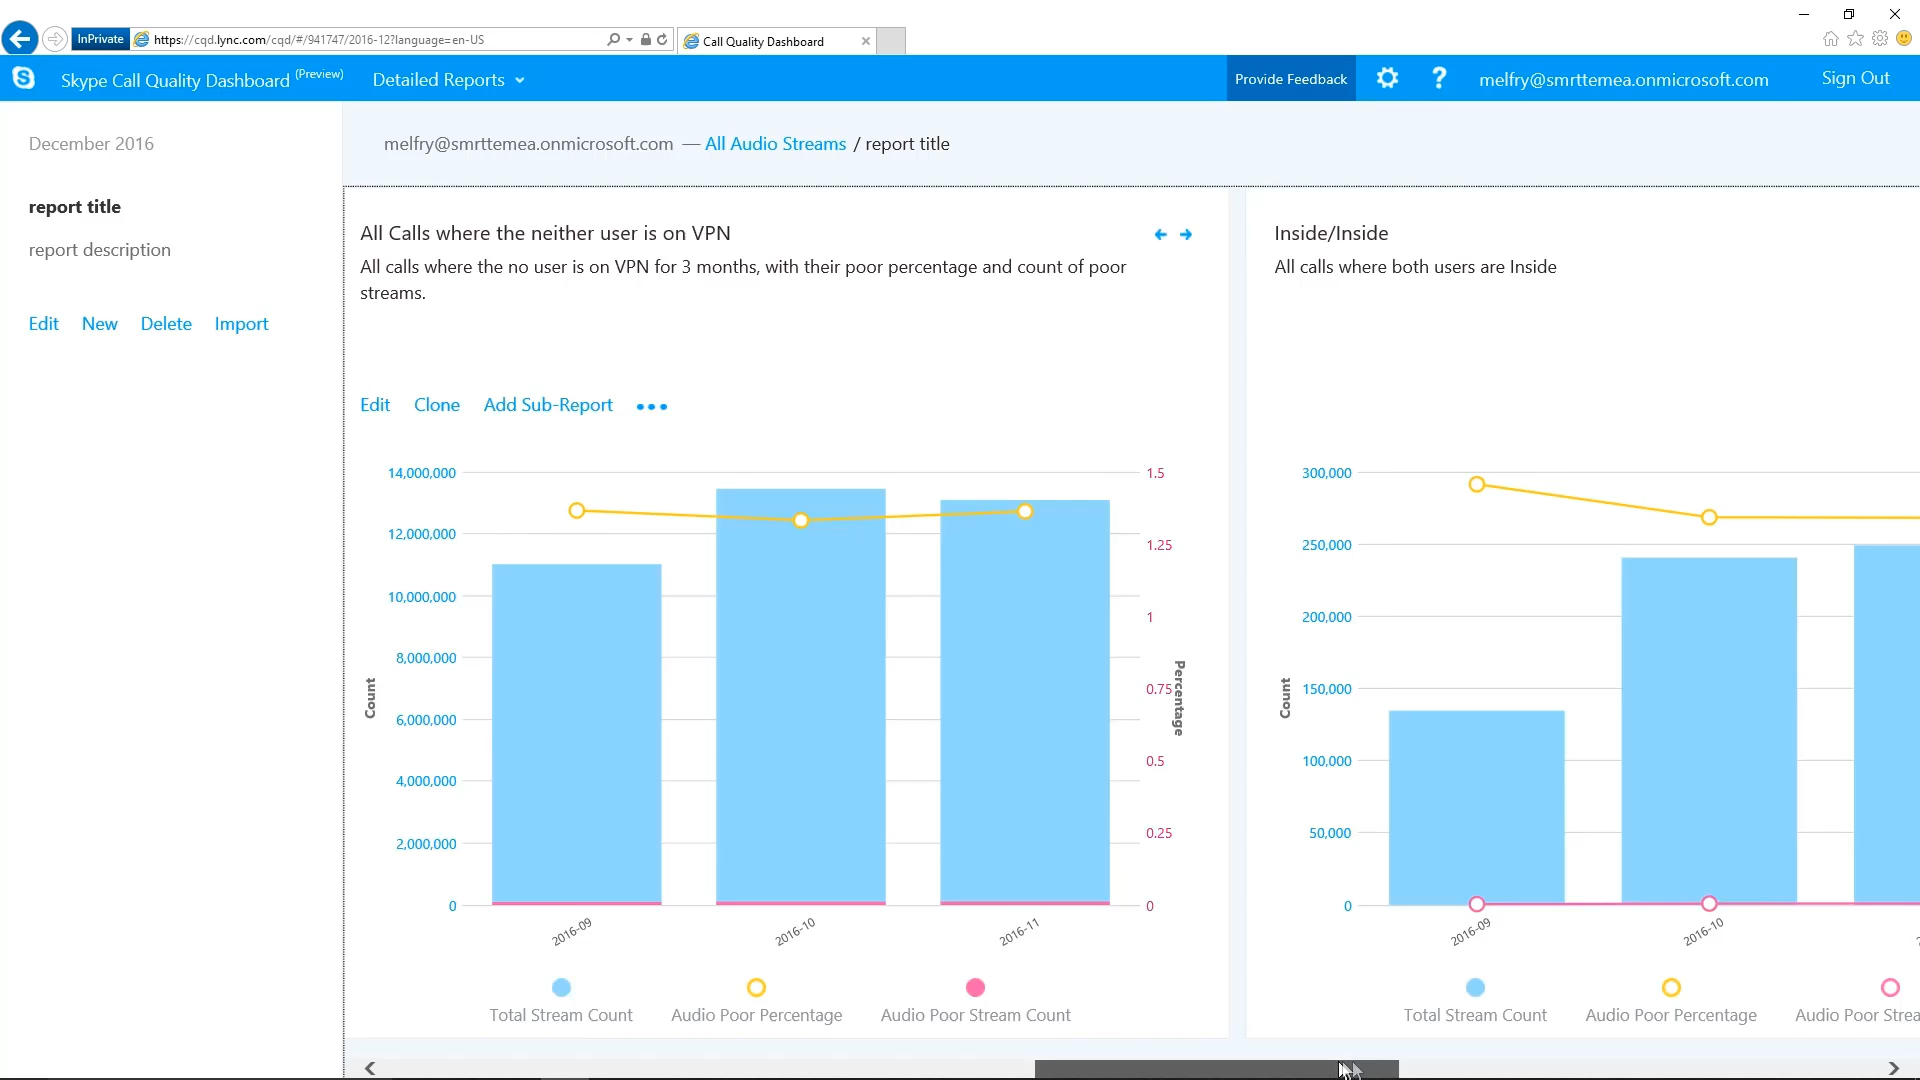 InPrivate
https://cqd.lync.com/cqd/#/941747/2016-12?language=en-US
Call Quality Dashboard
Skype Call Quality Dashboard (Preview)
Detailed Reports
Provide Feedback
?
melfry@smrttemea.onmicrosoft.com
Sign Out
December 2016
report title
report description
Edit New Delete Import
melfry@smrttemea.onmicrosoft.com — All Audio Streams / report title
All Calls where the neither user is on VPN
All calls where the no user is on VPN for 3 months, with their poor percentage and count of poor
streams.
Edit Clone Add Sub-Report
14,000,000
12,000,000
10,000,000
8,000,000
6,000,000
4,000,000
2,000,000
0
Count
1.5
1.25
1
0.75
0.5
0.25
0
Percentage
2016-09 2016-10 2016-11
Total Stream Count Audio Poor Percentage Audio Poor Stream Count
Inside/Inside
All calls where both users are Inside
300,000
250,000
200,000
150,000
100,000
50,000
0
Count
2016-09 2016-10
Total Stream Count Audio Poor Percentage Audio Poor Strea